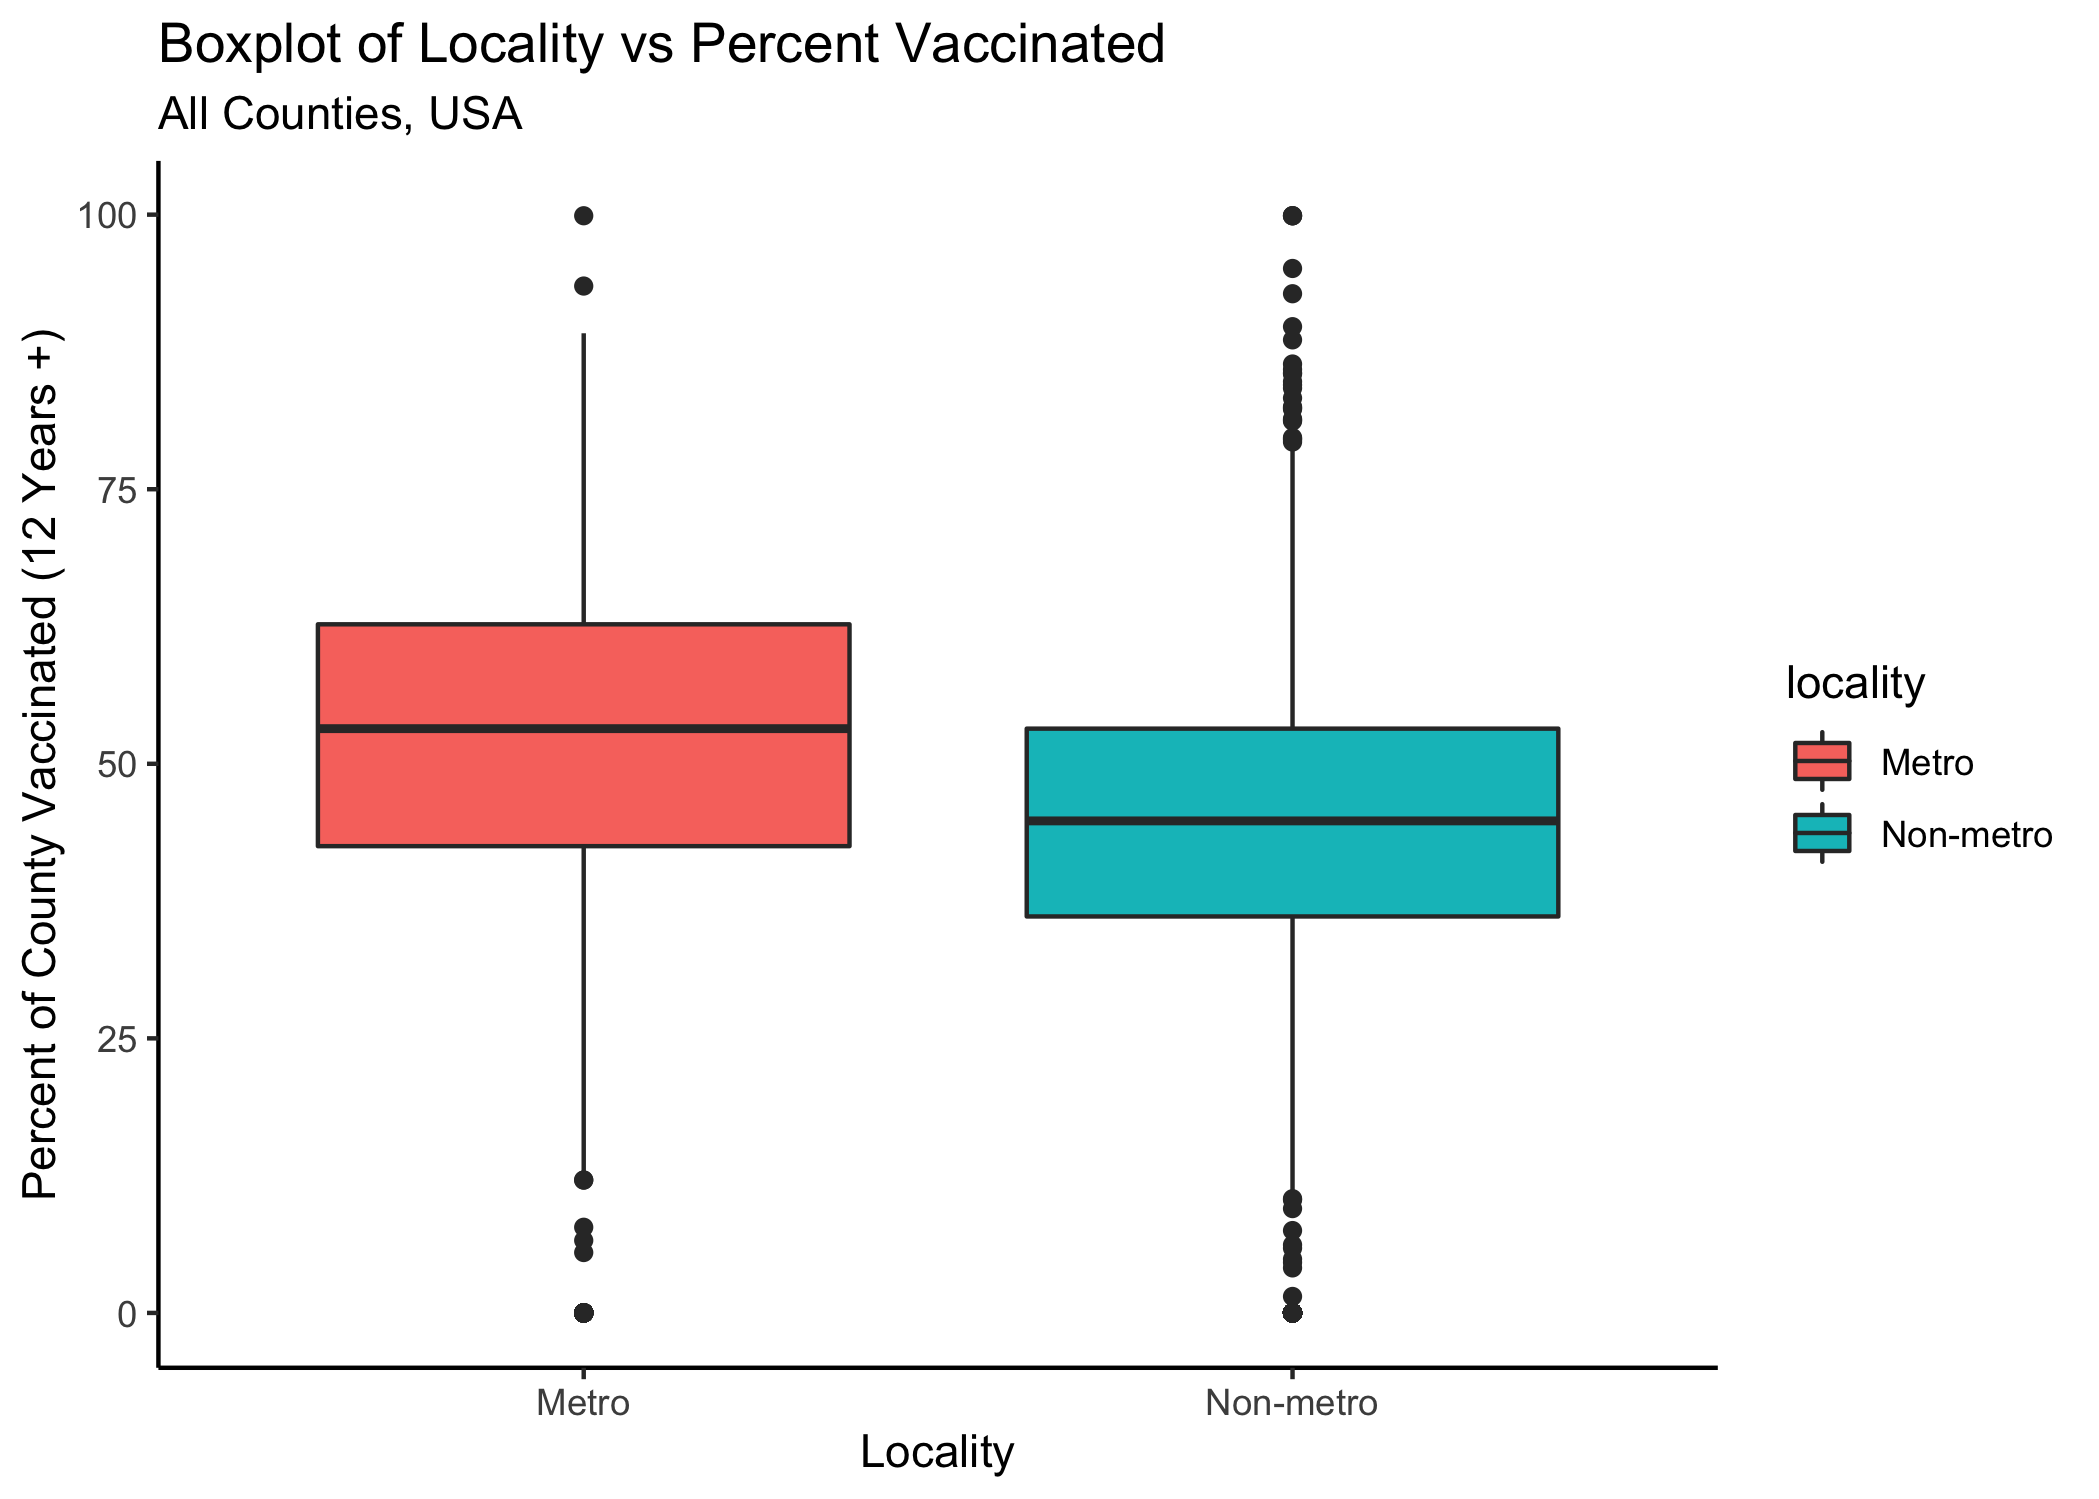 Boxplot of Locality vs Percent Vaccinated
All Counties, USA
Percent of County Vaccinated (12 Years +)
100
75
50
25
0
Metro
Non-metro
Locality
locality
Metro
Non-metro